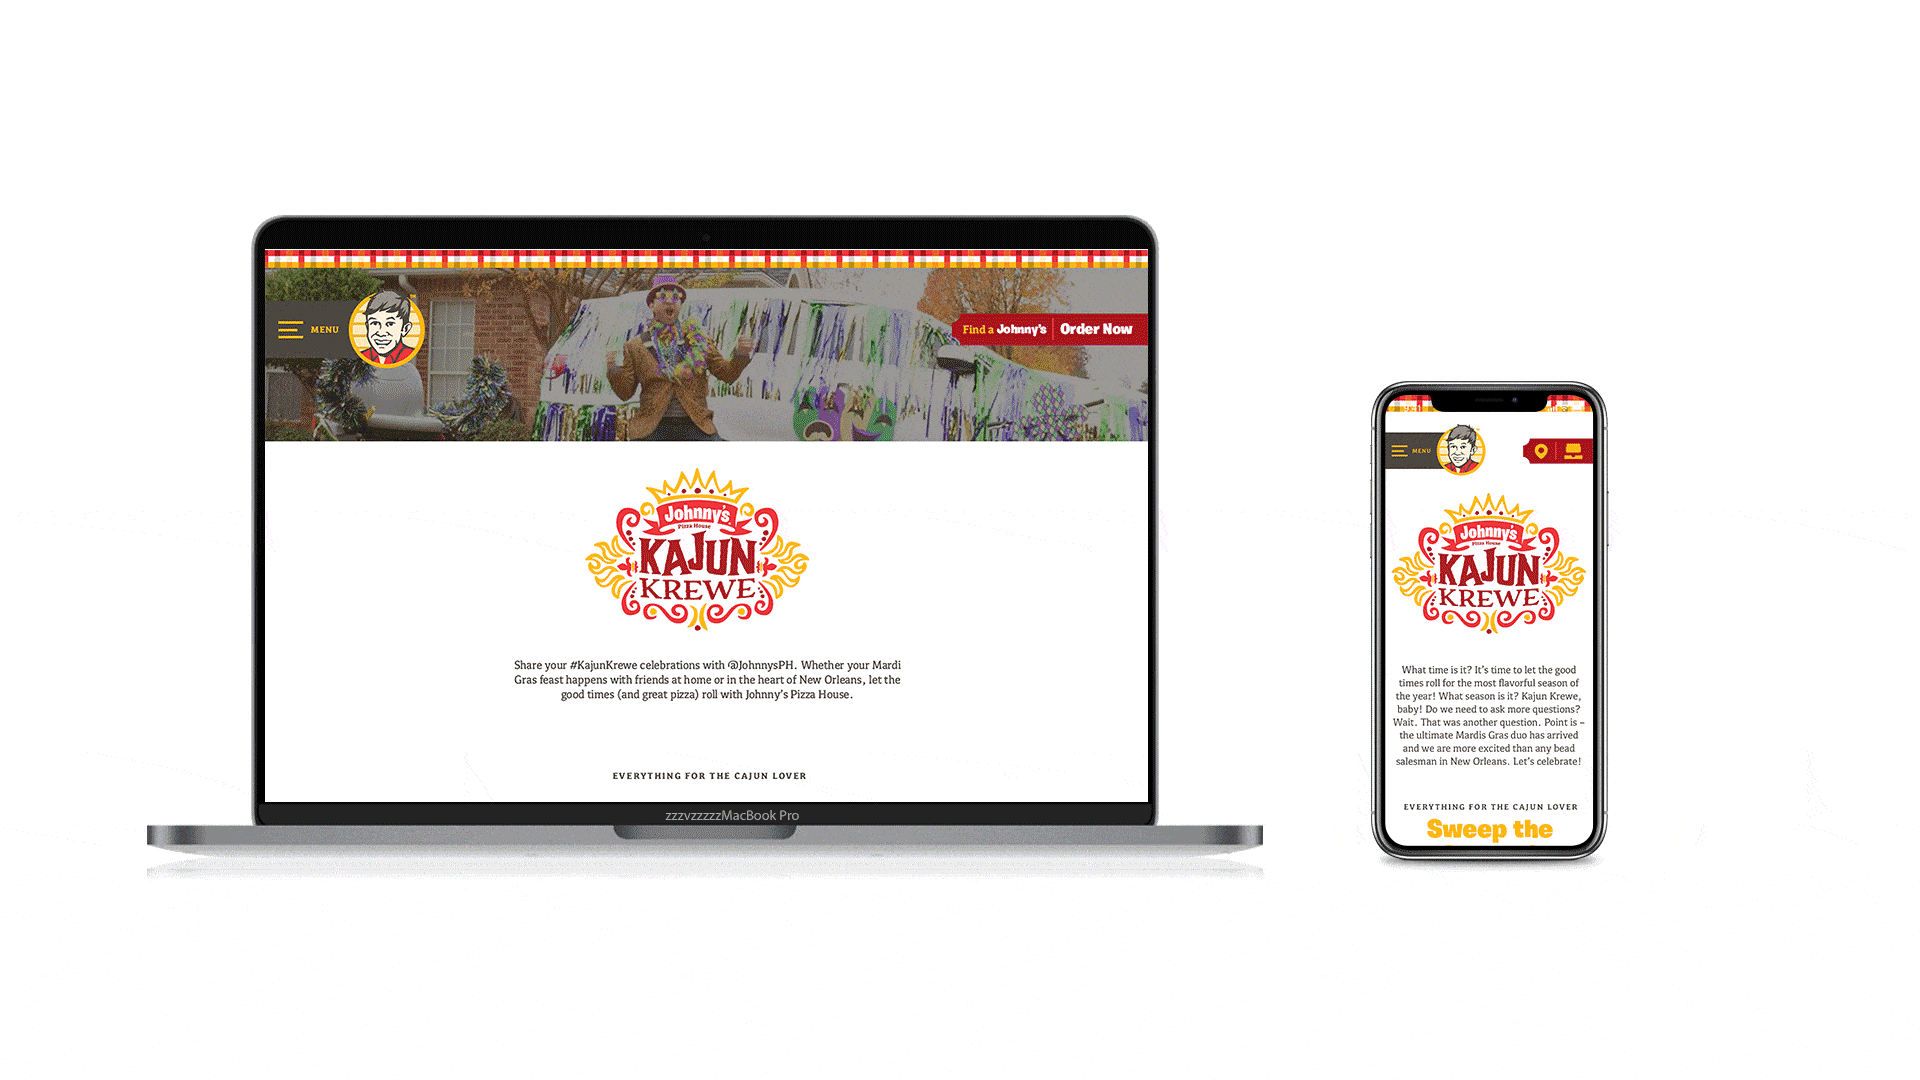 MENU
Find a Johnny's
Order Now
Johnny's
Pizza House
KAJUN
KREWE
Share your #KajunKrewe celebrations with @JohnnysPH. Whether your Mardi
Gras feast happens with friends at home or in the heart of New Orleans, let the
good times (and great pizza) roll with Johnny's Pizza House.
EVERYTHING FOR THE CAJUN LOVER
zzzvzzzzzMacBook Pro
MENU
Johnny's
Pizza House
KAJUN
KREWE
What time is it? It's time to let the good
times roll for the most flavorful season of
the year! What season is it? Kajun Krewe,
baby! Do we need to ask more questions?
Wait. That was another question. Point is –
the ultimate Mardis Gras duo has arrived
and we are more excited than any bead
salesman in New Orleans. Let's celebrate!
EVERYTHING FOR THE CAJUN LOVER
Sweep the